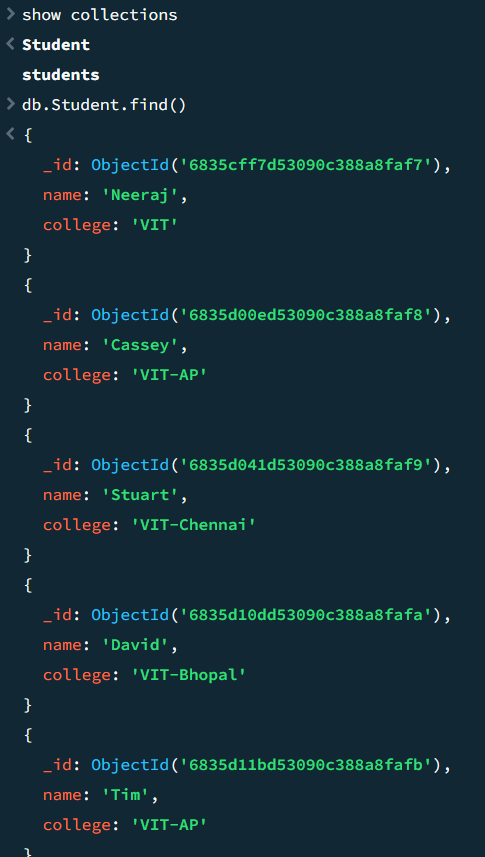 > show collections
< Student
students
> db.Student.find()
< {
_id: ObjectId('6835cff7d53090c388a8faf7'),
name: 'Neeraj',
college: 'VIT'
}
{
_id: ObjectId('6835d00ed53090c388a8faf8'),
name: 'Cassey',
college: 'VIT-AP'
}
{
_id: ObjectId('6835d041d53090c388a8faf9'),
name: 'Stuart',
college: 'VIT-Chennai'
}
{
_id: ObjectId('6835d10dd53090c388a8fafa'),
name: 'David',
college: 'VIT-Bhopal'
}
{
_id: ObjectId('6835d11bd53090c388a8fafb'),
name: 'Tim',
college: 'VIT-AP'
}